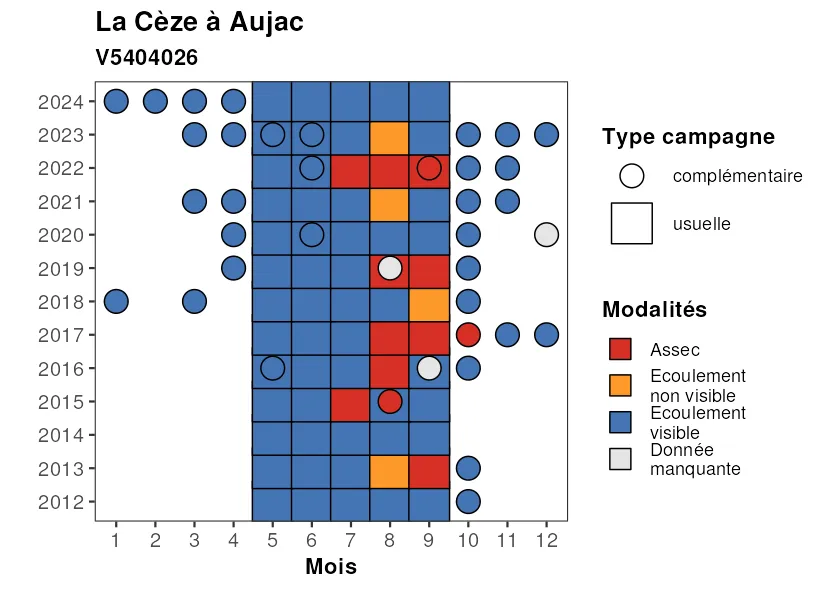 La Cèze à Aujac
V5404026
2024
2023
2022
2021
2020
2019
2018
2017
2016
2015
2014
2013
2012
1 2 3 4 5 6 7 8 9 10 11 12
Mois
Type campagne
complémentaire
usuelle
Modalités
Assec
Ecoulement
non visible
Ecoulement
visible
Donnée
manquante